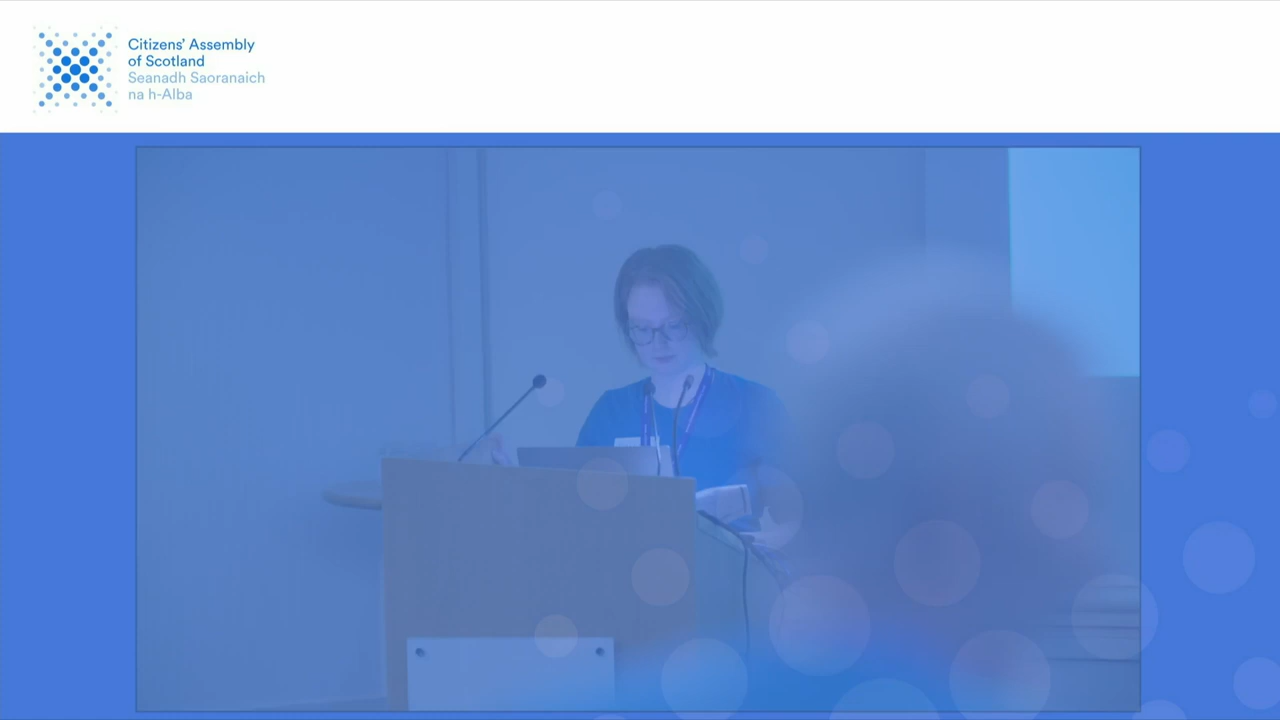 Citizens’ Assembly
of Scotland
Seanadh Saoranaich
na h-Alba